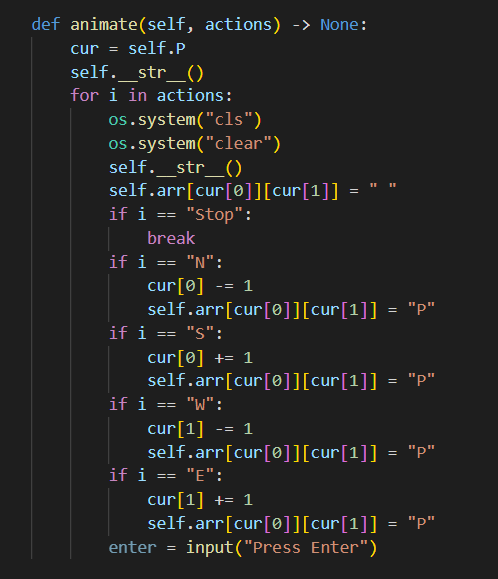 def animate(self, actions) -> None:
    cur = self.P
    self.__str__()
    for i in actions:
        os.system("cls")
        os.system("clear")
        self.__str__()
        self.arr[cur[0]][cur[1]] = " "
        if i == "Stop":
            break
        if i == "N":
            cur[0] -= 1
            self.arr[cur[0]][cur[1]] = "P"
        if i == "S":
            cur[0] += 1
            self.arr[cur[0]][cur[1]] = "P"
        if i == "W":
            cur[1] -= 1
            self.arr[cur[0]][cur[1]] = "P"
        if i == "E":
            cur[1] += 1
            self.arr[cur[0]][cur[1]] = "P"
        enter = input("Press Enter")